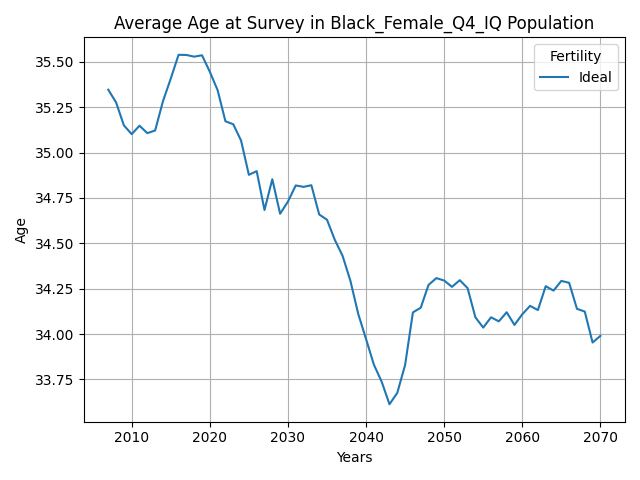 Average Age at Survey in Black_Female_Q4_IQ Population
Fertility
Ideal
35.50
35.25
35.00
34.75
34.50
34.25
34.00
33.75
Age
2010 2020 2030 2040 2050 2060 2070
Years